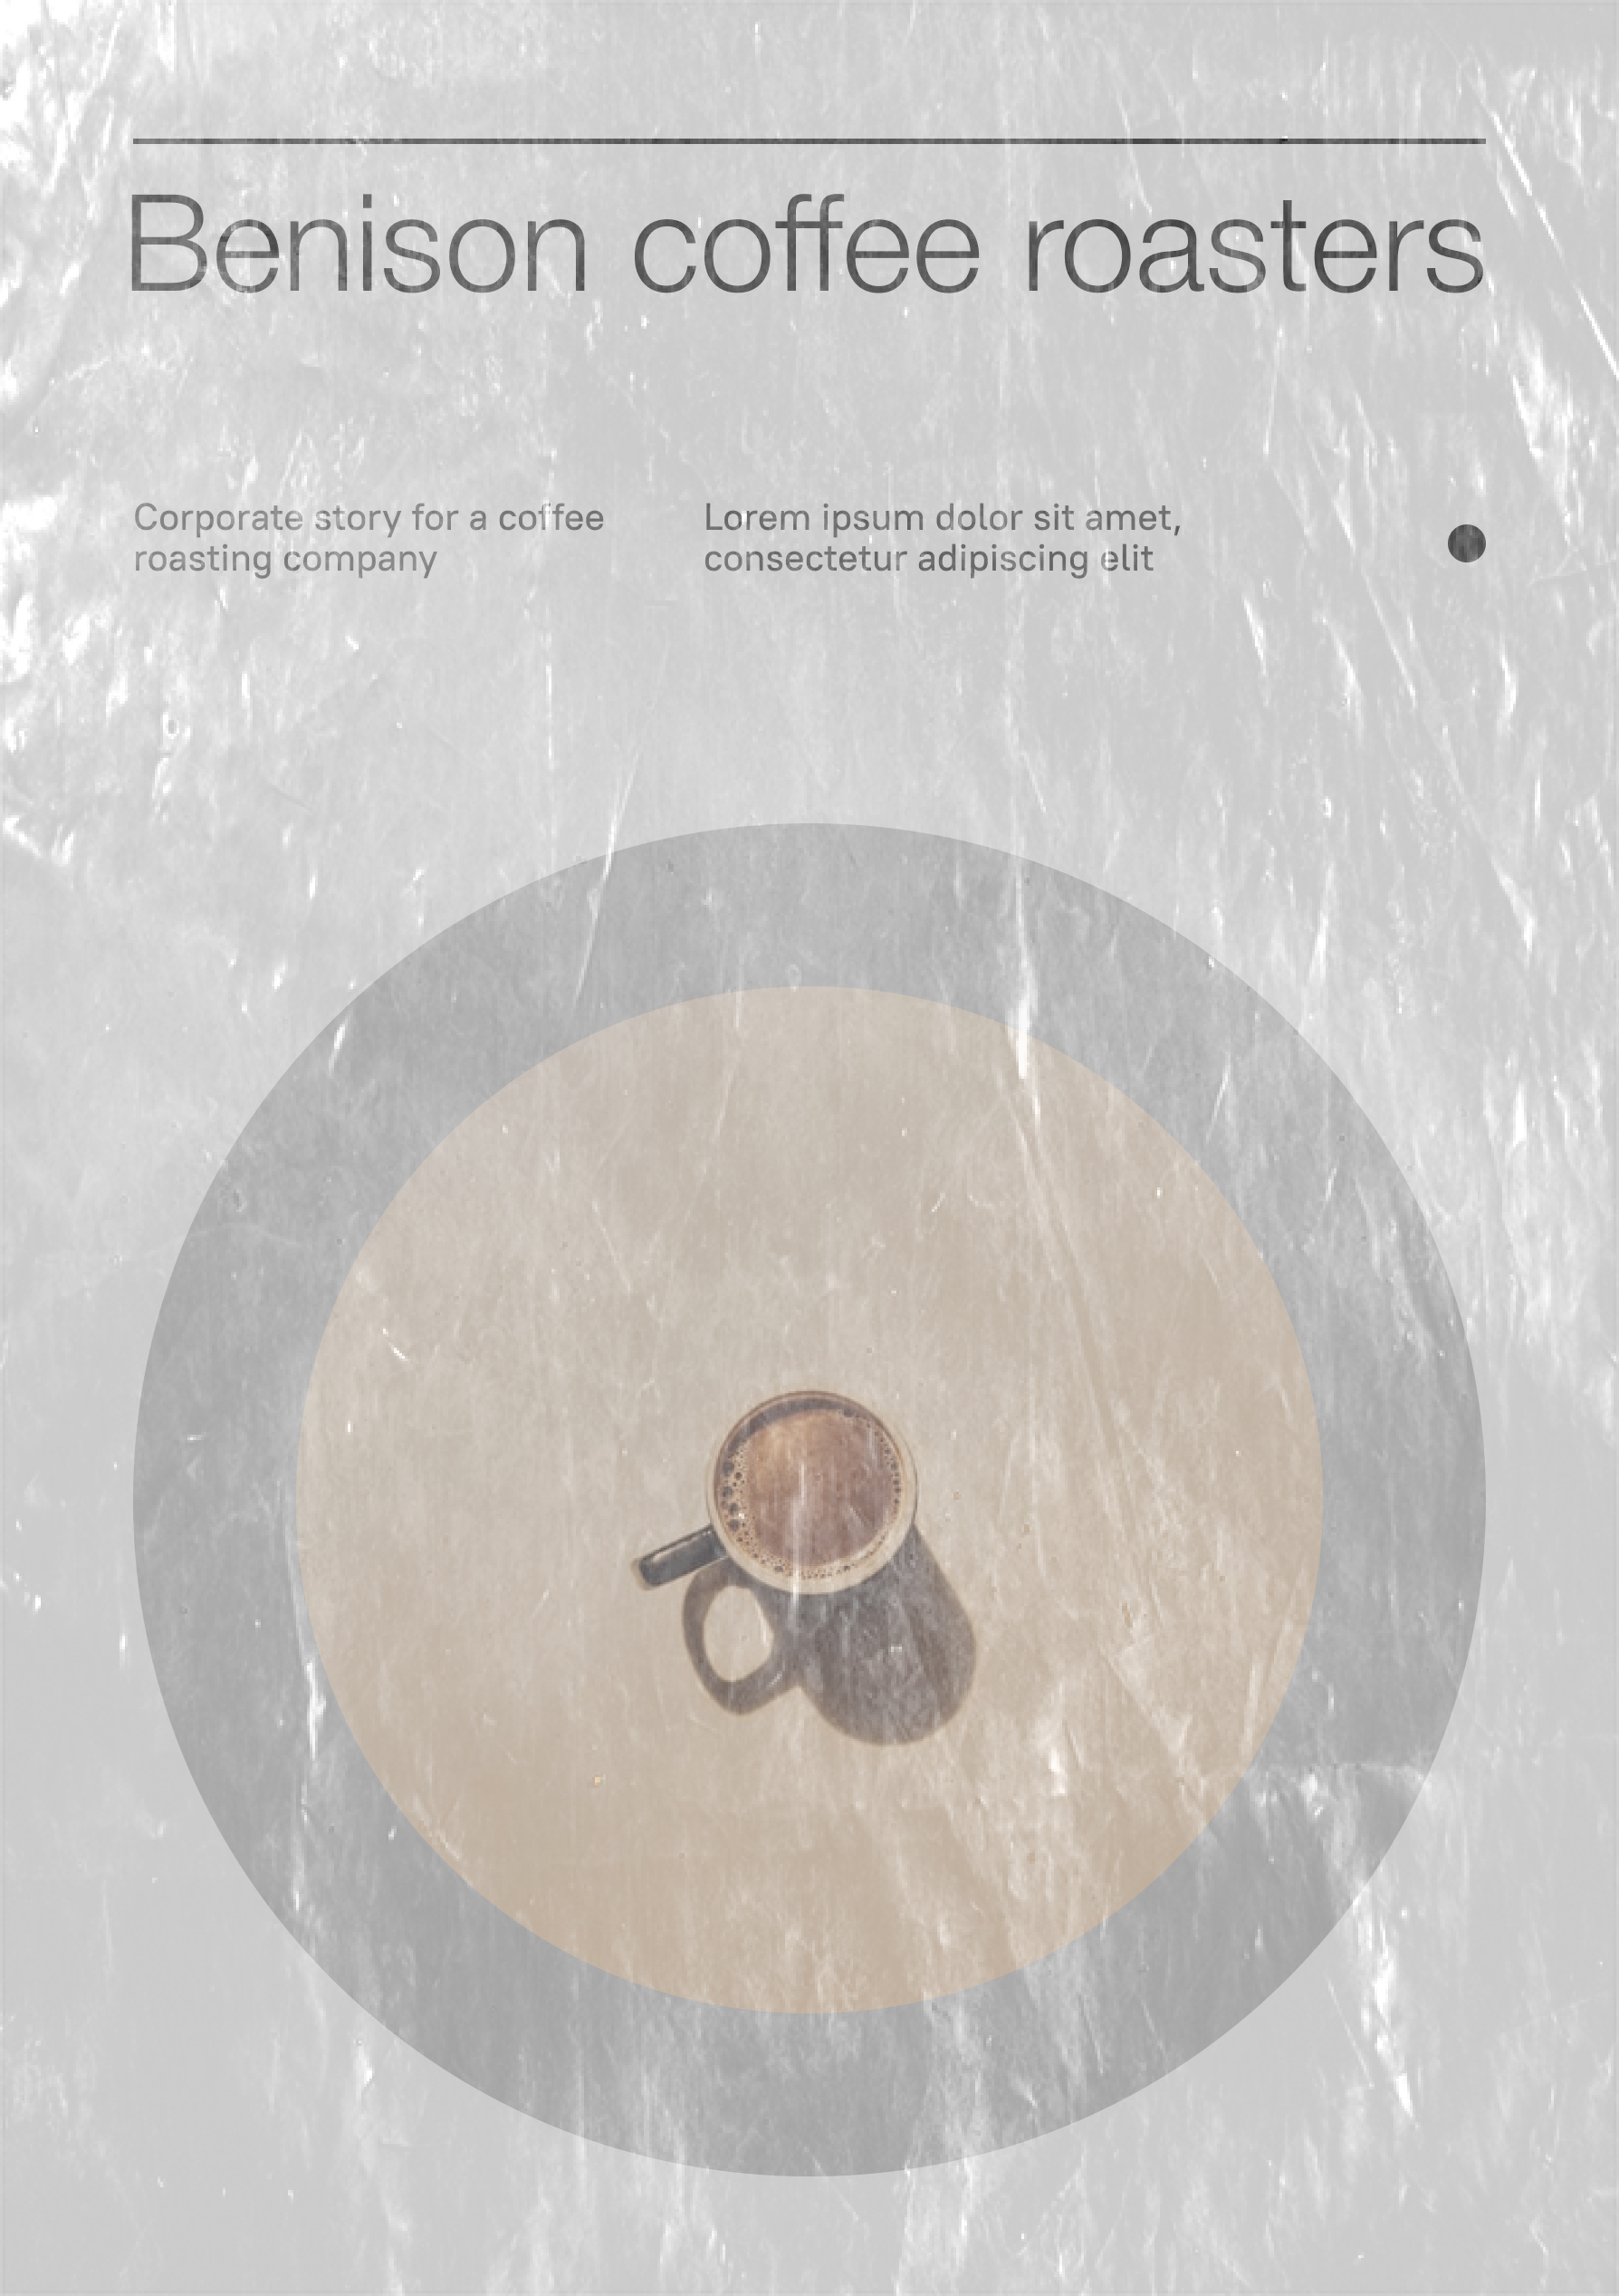 Benison coffee roasters
Corporate story for a coffee
roasting company
Lorem ipsum dolor sit amet,
consectetur adipiscing elit